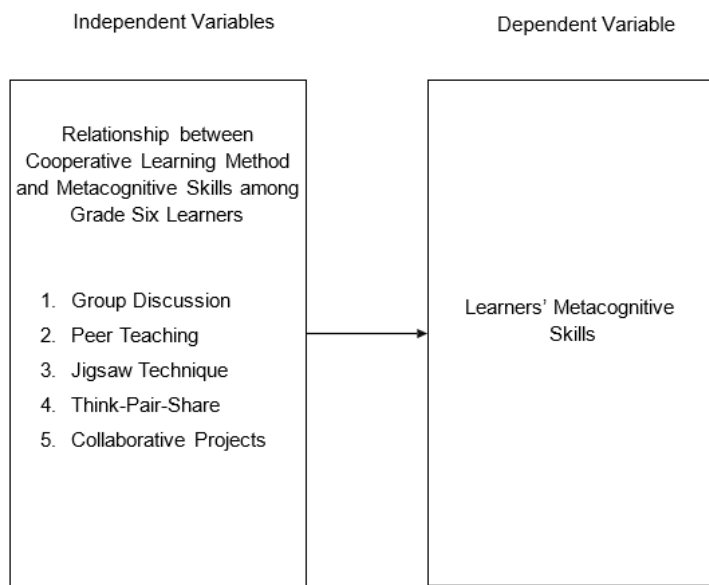 Independent Variables
Dependent Variable
Relationship between
Cooperative Learning Method
and Metacognitive Skills among
Grade Six Learners
1. Group Discussion
2. Peer Teaching
3. Jigsaw Technique
4. Think-Pair-Share
5. Collaborative Projects
Learners’ Metacognitive
Skills